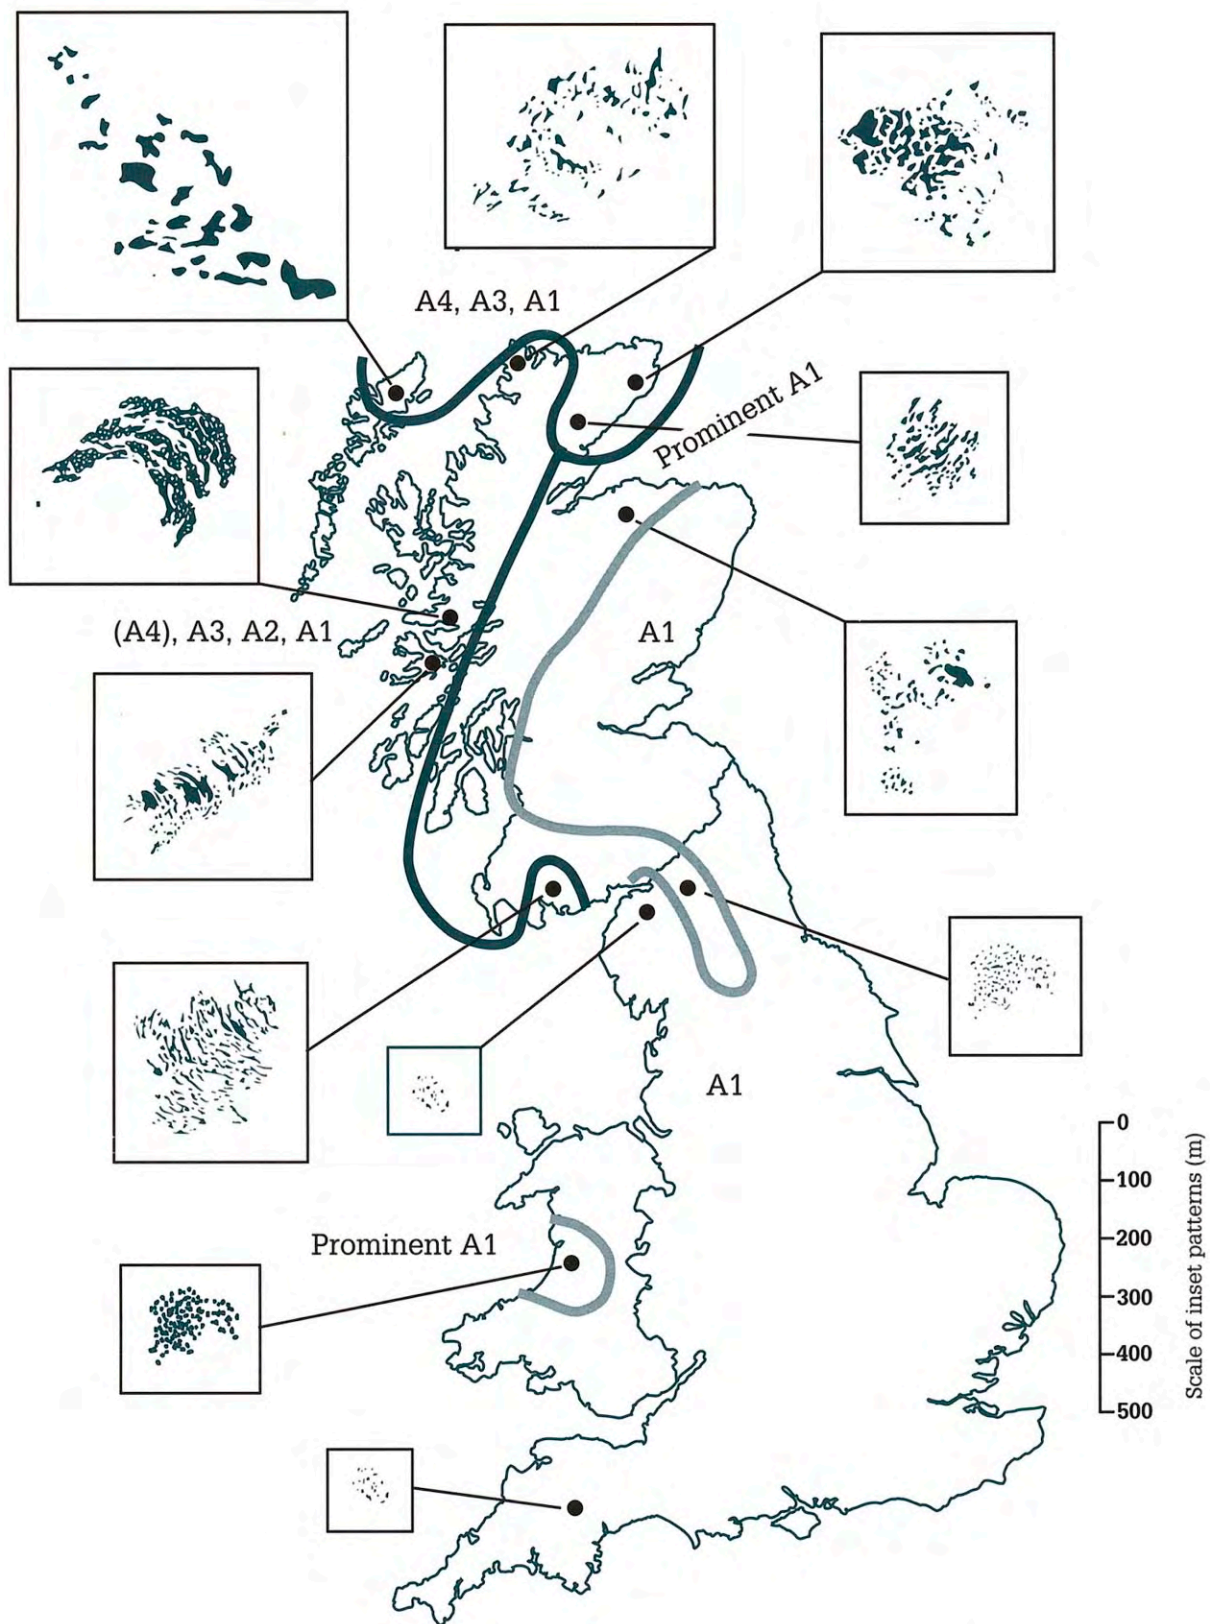 A4, A3, A1
Prominent A1
(A4), A3, A2, A1
A1
A1
Prominent A1
0
100
200
300
400
500
Scale of inset patterns (m)